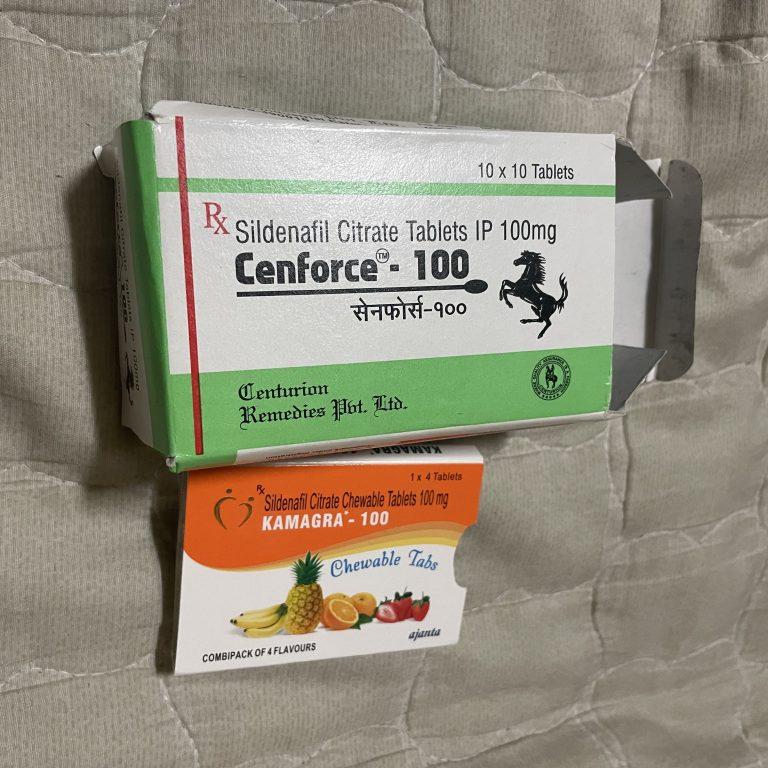 10 x 10 Tablets
Rx Sildenafil Citrate Tablets IP 100mg
Cenforce™ - 100
सेनफोर्स-१००
Centurion
Remedies Pvt. Ltd.
KAMAGRA
1 x 4 Tablets
Rx Sildenafil Citrate Chewable Tablets 100 mg
KAMAGRA® - 100
Chewable Tabs
ajanta
COMBIPACK OF 4 FLAVOURS